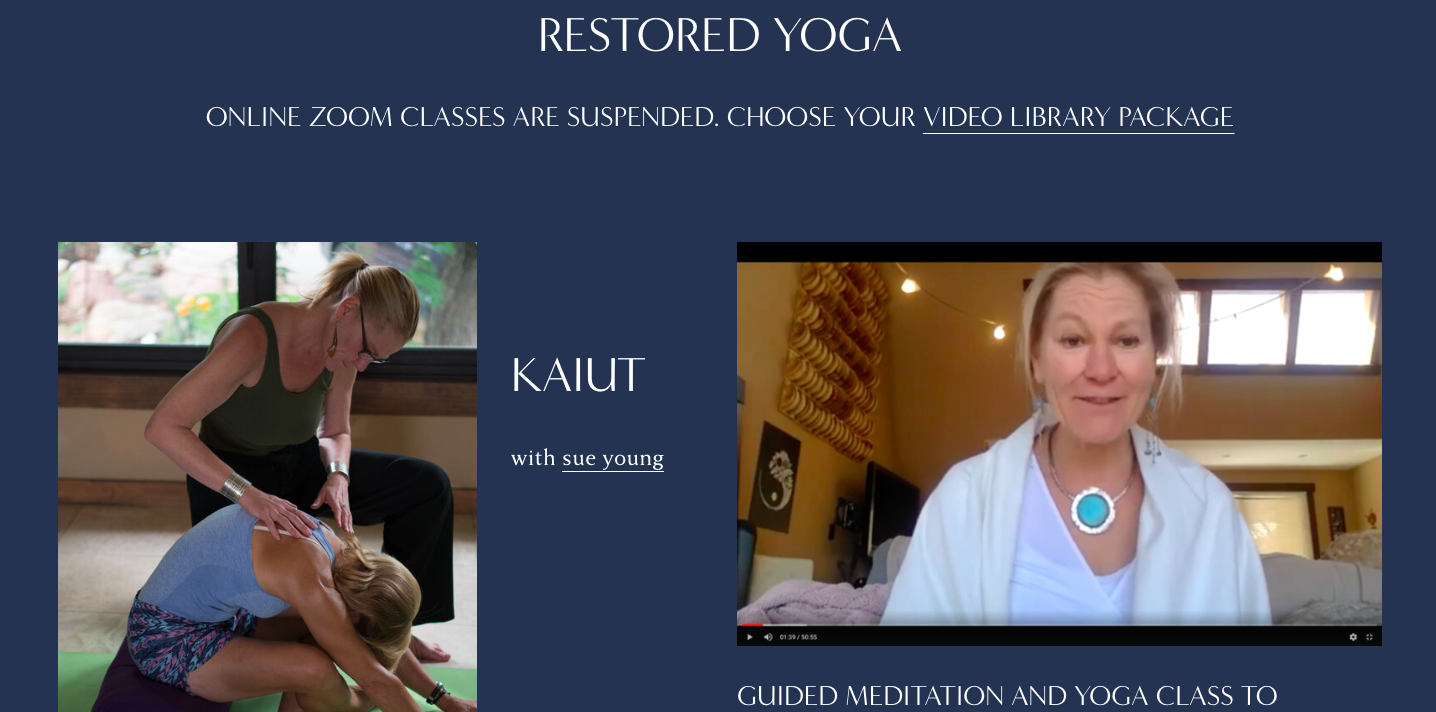 RESTORED YOGA
ONLINE ZOOM CLASSES ARE SUSPENDED. CHOOSE YOUR VIDEO LIBRARY PACKAGE
KAIUT
with sue young
01:39 / 50:55
GUIDED MEDITATION AND YOGA CLASS TO